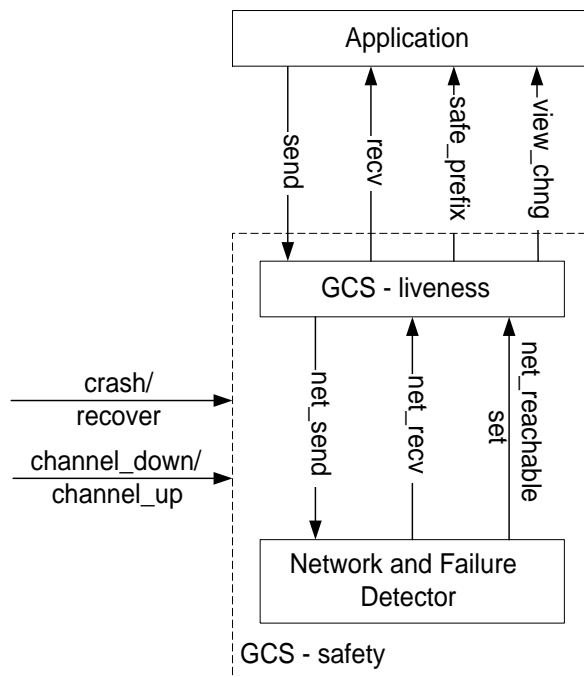 Application
send
recv
safe_prefix
view_chng
GCS - liveness
crash/
recover
channel_down/
channel_up
net_send
net_recv
net_reachable
set
Network and Failure
Detector
GCS - safety